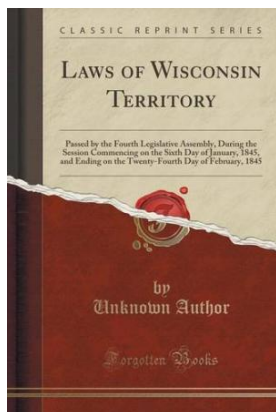 CLASSIC REPRINT SERIES
LAWS OF WISCONSIN
TERRITORY
Passed by the Fourth Legislative Assembly, During the
Session Commencing on the Sixth Day of January, 1845,
and Ending on the Twenty-Fourth Day of February, 1845
by
Unknown Author
Forgotten Books